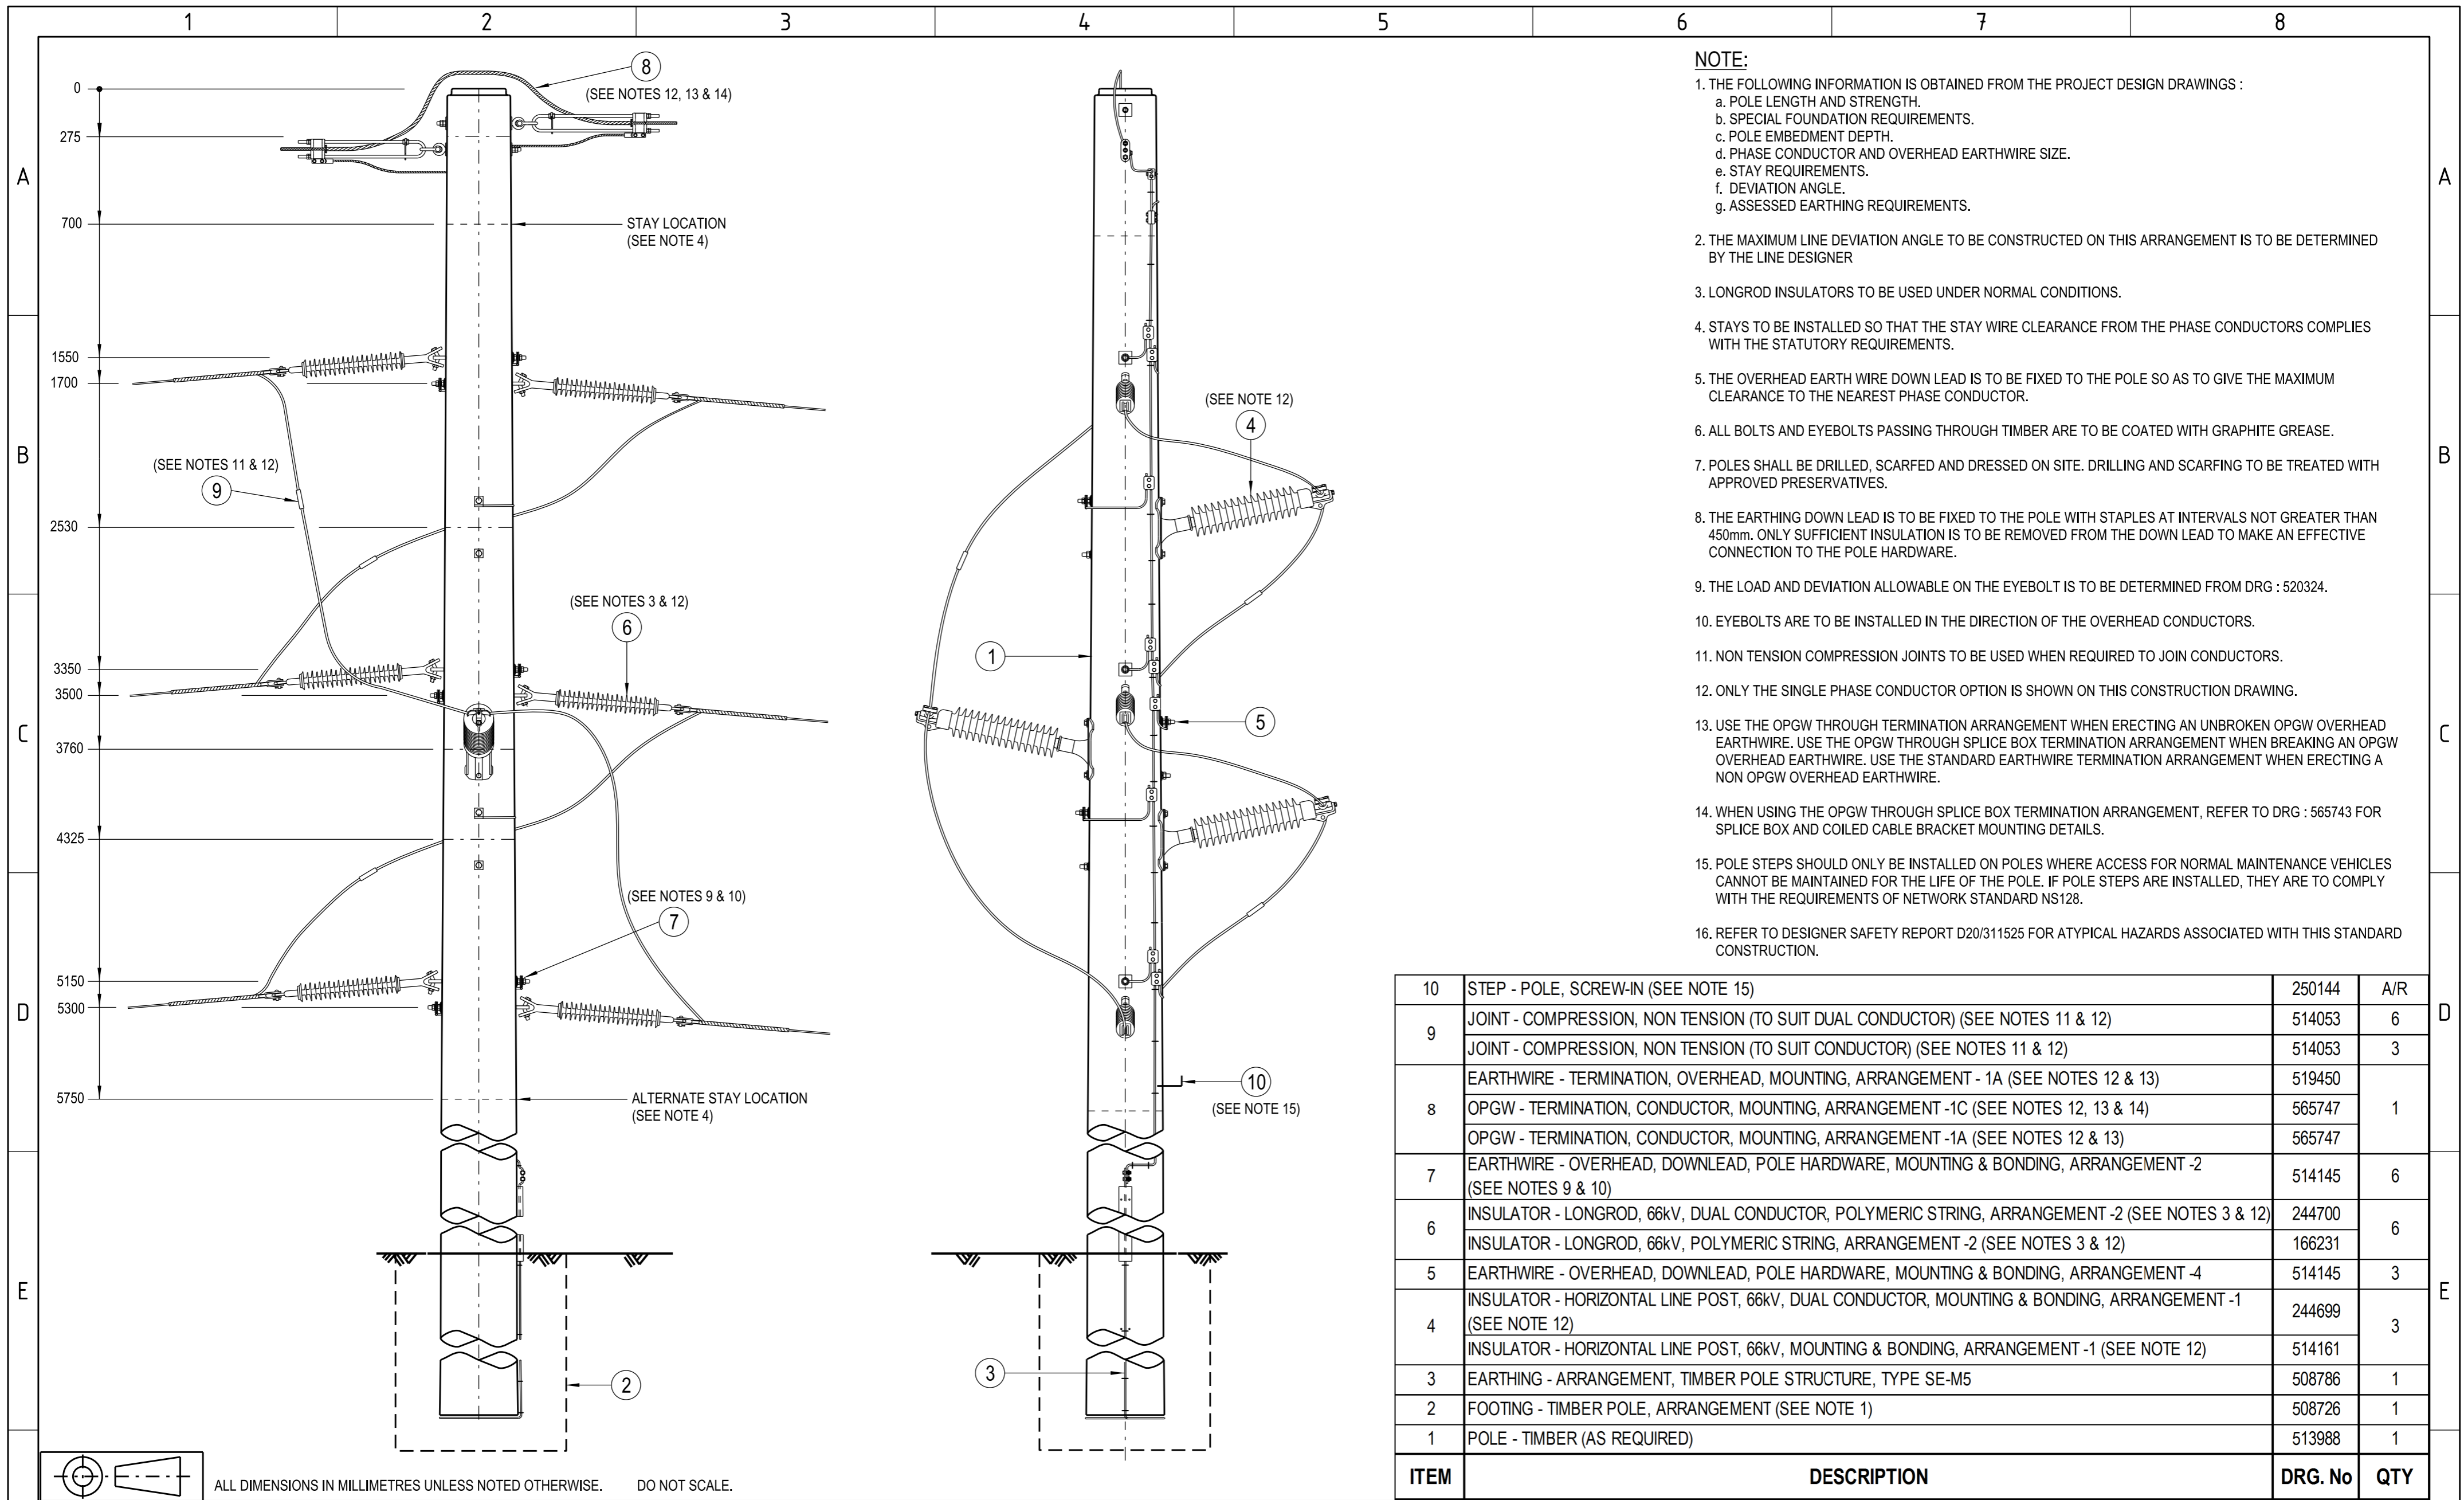 1 2 3 4 5 6 7 8
A
B
C
D
E
A
B
C
D
E
0
275
700
1550
1700
2530
3350
3500
3760
4325
5150
5300
5750
8
(SEE NOTES 12, 13 & 14)
STAY LOCATION
(SEE NOTE 4)
(SEE NOTES 11 & 12)
9
(SEE NOTES 3 & 12)
6
(SEE NOTES 9 & 10)
7
ALTERNATE STAY LOCATION
(SEE NOTE 4)
2
(SEE NOTE 12)
4
1
5
10
(SEE NOTE 15)
3
NOTE:
1. THE FOLLOWING INFORMATION IS OBTAINED FROM THE PROJECT DESIGN DRAWINGS :
a. POLE LENGTH AND STRENGTH.
b. SPECIAL FOUNDATION REQUIREMENTS.
c. POLE EMBEDMENT DEPTH.
d. PHASE CONDUCTOR AND OVERHEAD EARTHWIRE SIZE.
e. STAY REQUIREMENTS.
f. DEVIATION ANGLE.
g. ASSESSED EARTHING REQUIREMENTS.
2. THE MAXIMUM LINE DEVIATION ANGLE TO BE CONSTRUCTED ON THIS ARRANGEMENT IS TO BE DETERMINED
BY THE LINE DESIGNER
3. LONGROD INSULATORS TO BE USED UNDER NORMAL CONDITIONS.
4. STAYS TO BE INSTALLED SO THAT THE STAY WIRE CLEARANCE FROM THE PHASE CONDUCTORS COMPLIES
WITH THE STATUTORY REQUIREMENTS.
5. THE OVERHEAD EARTH WIRE DOWN LEAD IS TO BE FIXED TO THE POLE SO AS TO GIVE THE MAXIMUM
CLEARANCE TO THE NEAREST PHASE CONDUCTOR.
6. ALL BOLTS AND EYEBOLTS PASSING THROUGH TIMBER ARE TO BE COATED WITH GRAPHITE GREASE.
7. POLES SHALL BE DRILLED, SCARFED AND DRESSED ON SITE. DRILLING AND SCARFING TO BE TREATED WITH
APPROVED PRESERVATIVES.
8. THE EARTHING DOWN LEAD IS TO BE FIXED TO THE POLE WITH STAPLES AT INTERVALS NOT GREATER THAN
450mm. ONLY SUFFICIENT INSULATION IS TO BE REMOVED FROM THE DOWN LEAD TO MAKE AN EFFECTIVE
CONNECTION TO THE POLE HARDWARE.
9. THE LOAD AND DEVIATION ALLOWABLE ON THE EYEBOLT IS TO BE DETERMINED FROM DRG : 520324.
10. EYEBOLTS ARE TO BE INSTALLED IN THE DIRECTION OF THE OVERHEAD CONDUCTORS.
11. NON TENSION COMPRESSION JOINTS TO BE USED WHEN REQUIRED TO JOIN CONDUCTORS.
12. ONLY THE SINGLE PHASE CONDUCTOR OPTION IS SHOWN ON THIS CONSTRUCTION DRAWING.
13. USE THE OPGW THROUGH TERMINATION ARRANGEMENT WHEN ERECTING AN UNBROKEN OPGW OVERHEAD
EARTHWIRE. USE THE OPGW THROUGH SPLICE BOX TERMINATION ARRANGEMENT WHEN BREAKING AN OPGW
OVERHEAD EARTHWIRE. USE THE STANDARD EARTHWIRE TERMINATION ARRANGEMENT WHEN ERECTING A
NON OPGW OVERHEAD EARTHWIRE.
14. WHEN USING THE OPGW THROUGH SPLICE BOX TERMINATION ARRANGEMENT, REFER TO DRG : 565743 FOR
SPLICE BOX AND COILED CABLE BRACKET MOUNTING DETAILS.
15. POLE STEPS SHOULD ONLY BE INSTALLED ON POLES WHERE ACCESS FOR NORMAL MAINTENANCE VEHICLES
CANNOT BE MAINTAINED FOR THE LIFE OF THE POLE. IF POLE STEPS ARE INSTALLED, THEY ARE TO COMPLY
WITH THE REQUIREMENTS OF NETWORK STANDARD NS128.
16. REFER TO DESIGNER SAFETY REPORT D20/311525 FOR ATYPICAL HAZARDS ASSOCIATED WITH THIS STANDARD
CONSTRUCTION.
10 STEP - POLE, SCREW-IN (SEE NOTE 15) 250144 A/R
9 JOINT - COMPRESSION, NON TENSION (TO SUIT DUAL CONDUCTOR) (SEE NOTES 11 & 12) 514053 6
JOINT - COMPRESSION, NON TENSION (TO SUIT CONDUCTOR) (SEE NOTES 11 & 12) 514053 3
EARTHWIRE - TERMINATION, OVERHEAD, MOUNTING, ARRANGEMENT - 1A (SEE NOTES 12 & 13) 519450
8 OPGW - TERMINATION, CONDUCTOR, MOUNTING, ARRANGEMENT -1C (SEE NOTES 12, 13 & 14) 565747 1
OPGW - TERMINATION, CONDUCTOR, MOUNTING, ARRANGEMENT -1A (SEE NOTES 12 & 13) 565747
7 EARTHWIRE - OVERHEAD, DOWNLEAD, POLE HARDWARE, MOUNTING & BONDING, ARRANGEMENT -2
(SEE NOTES 9 & 10) 514145 6
6 INSULATOR - LONGROD, 66kV, DUAL CONDUCTOR, POLYMERIC STRING, ARRANGEMENT -2 (SEE NOTES 3 & 12) 244700 6
INSULATOR - LONGROD, 66kV, POLYMERIC STRING, ARRANGEMENT -2 (SEE NOTES 3 & 12) 166231
5 EARTHWIRE - OVERHEAD, DOWNLEAD, POLE HARDWARE, MOUNTING & BONDING, ARRANGEMENT -4 514145 3
4 INSULATOR - HORIZONTAL LINE POST, 66kV, DUAL CONDUCTOR, MOUNTING & BONDING, ARRANGEMENT -1
(SEE NOTE 12) 244699 3
INSULATOR - HORIZONTAL LINE POST, 66kV, MOUNTING & BONDING, ARRANGEMENT -1 (SEE NOTE 12) 514161
3 EARTHING - ARRANGEMENT, TIMBER POLE STRUCTURE, TYPE SE-M5 508786 1
2 FOOTING - TIMBER POLE, ARRANGEMENT (SEE NOTE 1) 508726 1
1 POLE - TIMBER (AS REQUIRED) 513988 1
ITEM DESCRIPTION DRG. No QTY
ALL DIMENSIONS IN MILLIMETRES UNLESS NOTED OTHERWISE. DO NOT SCALE.